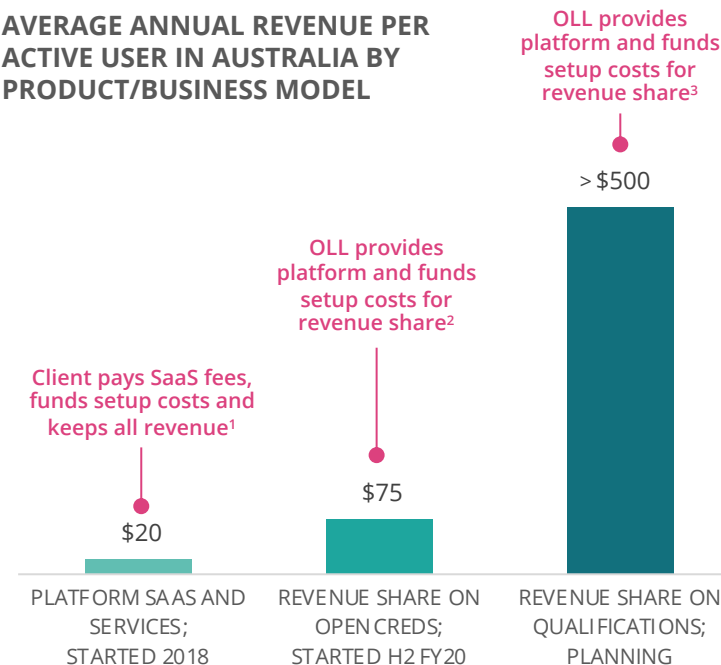 AVERAGE ANNUAL REVENUE PER
ACTIVE USER IN AUSTRALIA BY
PRODUCT/BUSINESS MODEL
OLL provides
platform and funds
setup costs for
revenue share³
> $500
OLL provides
platform and funds
setup costs for
revenue share²
$75
Client pays SaaS fees,
funds setup costs and
keeps all revenue¹
$20
PLATFORM SAAS AND
SERVICES;
STARTED 2018
REVENUE SHARE ON
OPENCREDS;
STARTED H2 FY20
REVENUE SHARE ON
QUALIFICATIONS;
PLANNING